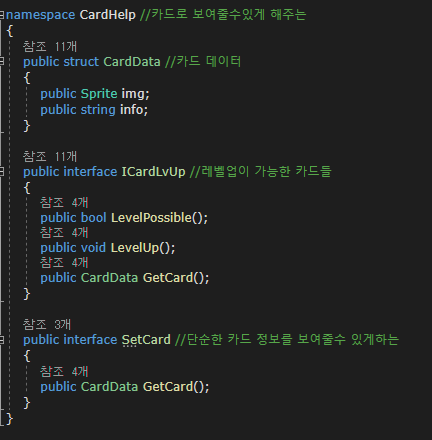 namespace CardHelp //카드로 보여줄수있게 해주는
{
참조 11개
public struct CardData //카드 데이터
{
public Sprite img;
public string info;
}
참조 11개
public interface ICardLvUp //레벨업이 가능한 카드들
{
참조 4개
public bool LevelPossible();
참조 4개
public void LevelUp();
참조 4개
public CardData GetCard();
}
참조 3개
public interface SetCard //단순한 카드 정보를 보여줄수 있게하는
{
참조 4개
public CardData GetCard();
}
}